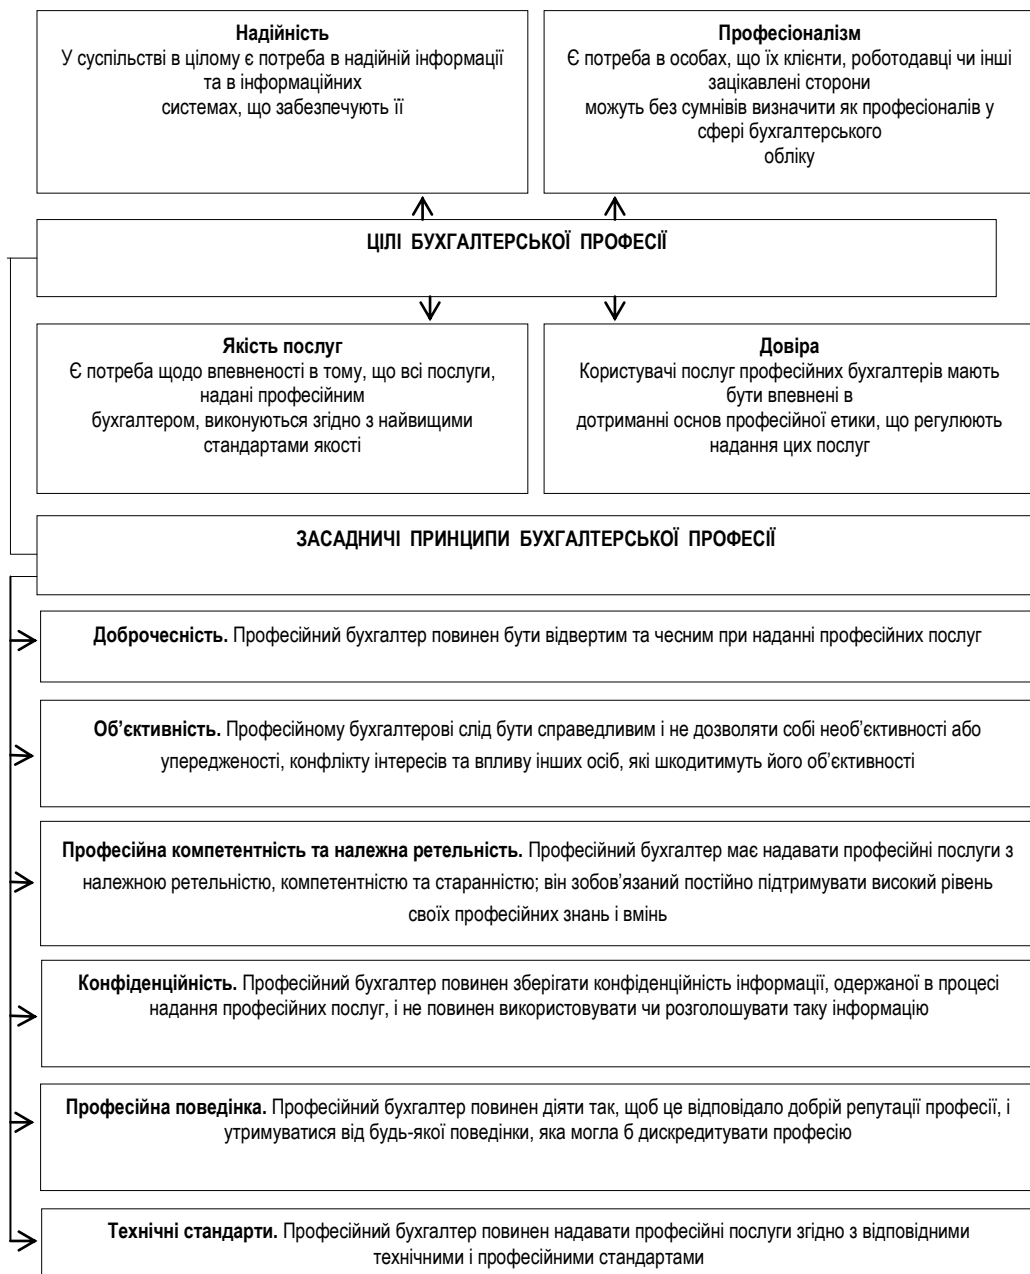 Надійність
У суспільстві в цілому є потреба в надійній інформації
та в інформаційних
системах, що забезпечують її
Професіоналізм
Є потреба в особах, що їх клієнти, роботодавці чи інші
зацікавлені сторони
можуть без сумнівів визначити як професіоналів у
сфері бухгалтерського
обліку
ЦІЛІ БУХГАЛТЕРСЬКОЇ ПРОФЕСІЇ
Якість послуг
Є потреба щодо впевненості в тому, що всі послуги,
надані професійним
бухгалтером, виконуються згідно з найвищими
стандартами якості
Довіра
Користувачі послуг професійних бухгалтерів мають
бути впевнені в
дотриманні основ професійної етики, що регулюють
надання цих послуг
ЗАСАДНИЧІ ПРИНЦИПИ БУХГАЛТЕРСЬКОЇ ПРОФЕСІЇ
Доброчесність. Професійний бухгалтер повинен бути відвертим та чесним при наданні професійних послуг
Об’єктивність. Професійному бухгалтерові слід бути справедливим і не дозволяти собі необ’єктивності або
упередженості, конфлікту інтересів та впливу інших осіб, які шкодитимуть його об’єктивності
Професійна компетентність та належна ретельність. Професійний бухгалтер має надавати професійні послуги з
належною ретельністю, компетентністю та старанністю; він зобов’язаний постійно підтримувати високий рівень
своїх професійних знань і вмінь
Конфіденційність. Професійний бухгалтер повинен зберігати конфіденційність інформації, одержаної в процесі
надання професійних послуг, і не повинен використовувати чи розголошувати таку інформацію
Професійна поведінка. Професійний бухгалтер повинен діяти так, щоб це відповідало добрій репутації професії, і
утримуватися від будь-якої поведінки, яка могла б дискредитувати професію
Технічні стандарти. Професійний бухгалтер повинен надавати професійні послуги згідно з відповідними
технічними і професійними стандартами